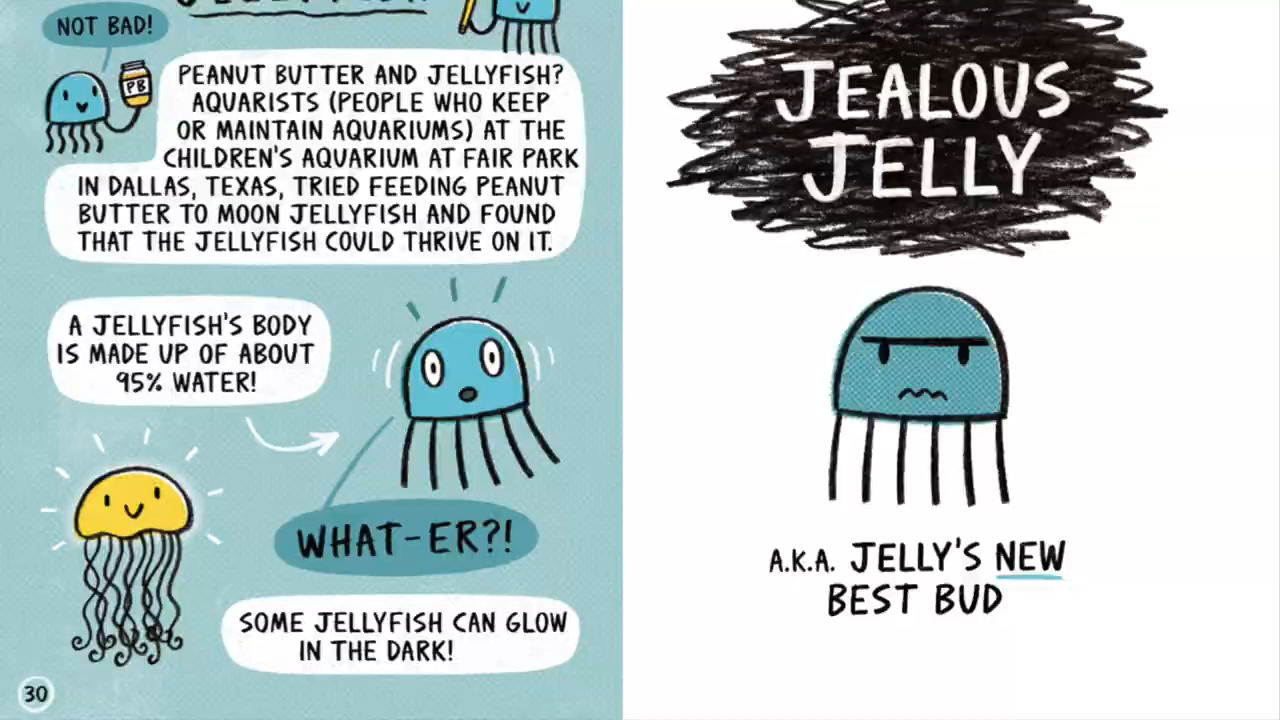 NOT BAD!
PB
PEANUT BUTTER AND JELLYFISH?
AQUARISTS (PEOPLE WHO KEEP
OR MAINTAIN AQUARIUMS) AT THE
CHILDREN'S AQUARIUM AT FAIR PARK
IN DALLAS, TEXAS, TRIED FEEDING PEANUT
BUTTER TO MOON JELLYFISH AND FOUND
THAT THE JELLYFISH COULD THRIVE ON IT.
A JELLYFISH'S BODY
IS MADE UP OF ABOUT
95% WATER!
WHAT-ER?!
SOME JELLYFISH CAN GLOW
IN THE DARK!
30
JEALOUS
JELLY
A.K.A. JELLY'S NEW
BEST BUD